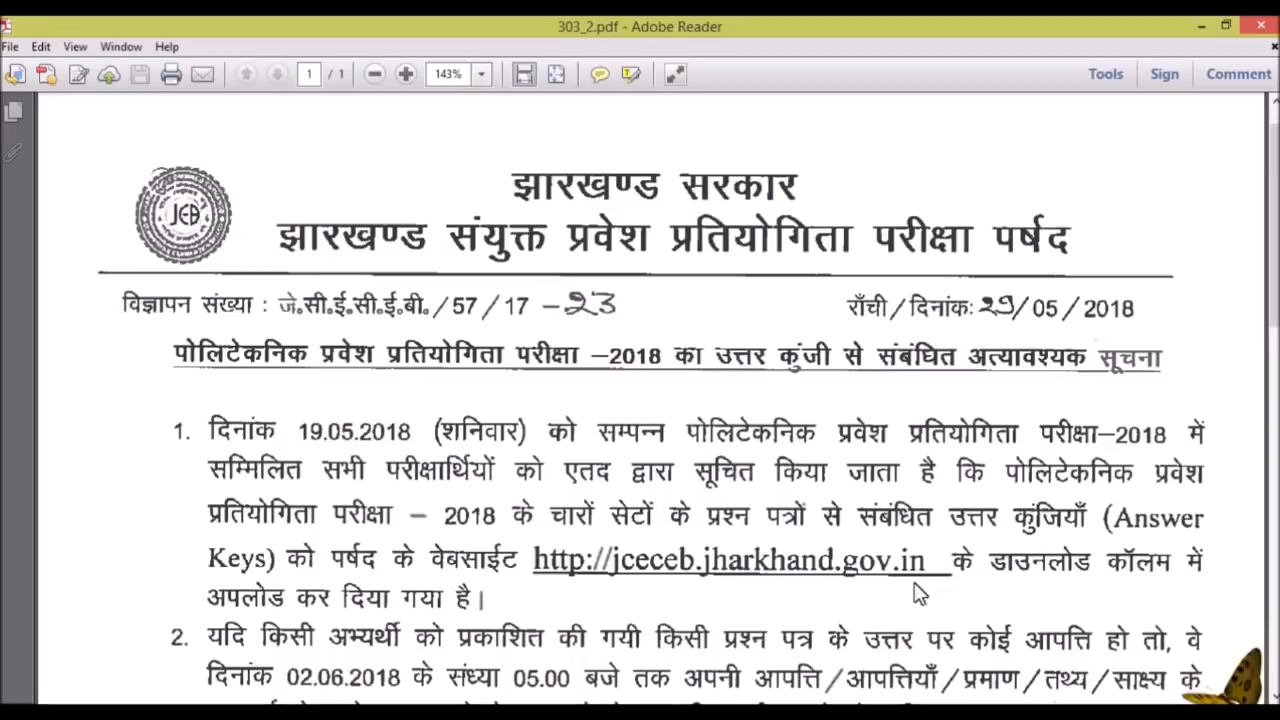 303_2.pdf - Adobe Reader
File Edit View Window Help
1 / 1 143% Tools Sign Comment
JCEB
झारखण्ड सरकार
झारखण्ड संयुक्त प्रवेश प्रतियोगिता परीक्षा पर्षद
विज्ञापन संख्या : जे॰सी॰ई॰सी॰ई॰बी॰/57/17 -23 राँची/दिनांकः 29/05/2018
पोलिटेकनिक प्रवेश प्रतियोगिता परीक्षा -2018 का उत्तर कुंजी से संबंधित अत्यावश्यक सूचना
1. दिनांक 19.05.2018 (शनिवार) को सम्पन्न पोलिटेकनिक प्रवेश प्रतियोगिता परीक्षा-2018 में
सम्मिलित सभी परीक्षार्थियों को एतद द्वारा सूचित किया जाता है कि पोलिटेकनिक प्रवेश
प्रतियोगिता परीक्षा - 2018 के चारों सेटों के प्रश्न पत्रों से संबंधित उत्तर कुंजियाँ (Answer
Keys) को पर्षद के वेबसाईट http://jceceb.jharkhand.gov.in के डाउनलोड कॉलम में
अपलोड कर दिया गया है।
2. यदि किसी अभ्यर्थी को प्रकाशित की गयी किसी प्रश्न पत्र के उत्तर पर कोई आपत्ति हो तो, वे
दिनांक 02.06.2018 के संध्या 05.00 बजे तक अपनी आपत्ति/आपत्तियाँ/प्रमाण/तथ्य/साक्ष्य के